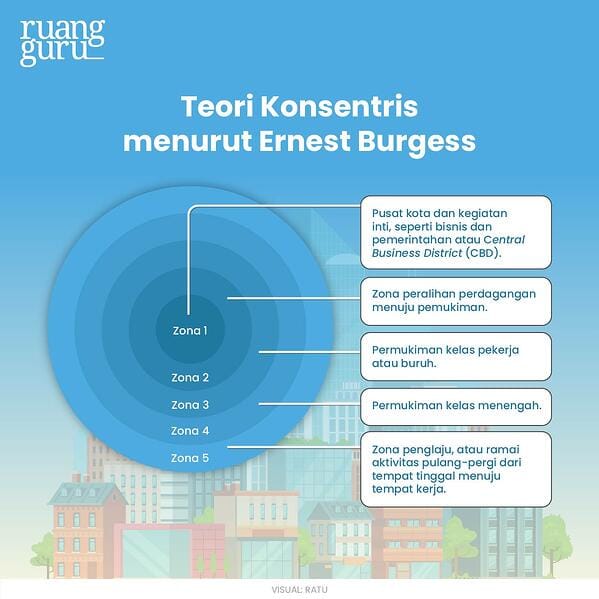 ruang
guru
Teori Konsentris
menurut Ernest Burgess
Pusat kota dan kegiatan
inti, seperti bisnis dan
pemerintahan atau Central
Business District (CBD).
Zona peralihan perdagangan
menuju pemukiman.
Permukiman kelas pekerja
atau buruh.
Permukiman kelas menengah.
Zona penglaju, atau ramai
aktivitas pulang-pergi dari
tempat tinggal menuju
tempat kerja.
Zona 1
Zona 2
Zona 3
Zona 4
Zona 5
VISUAL: RATU